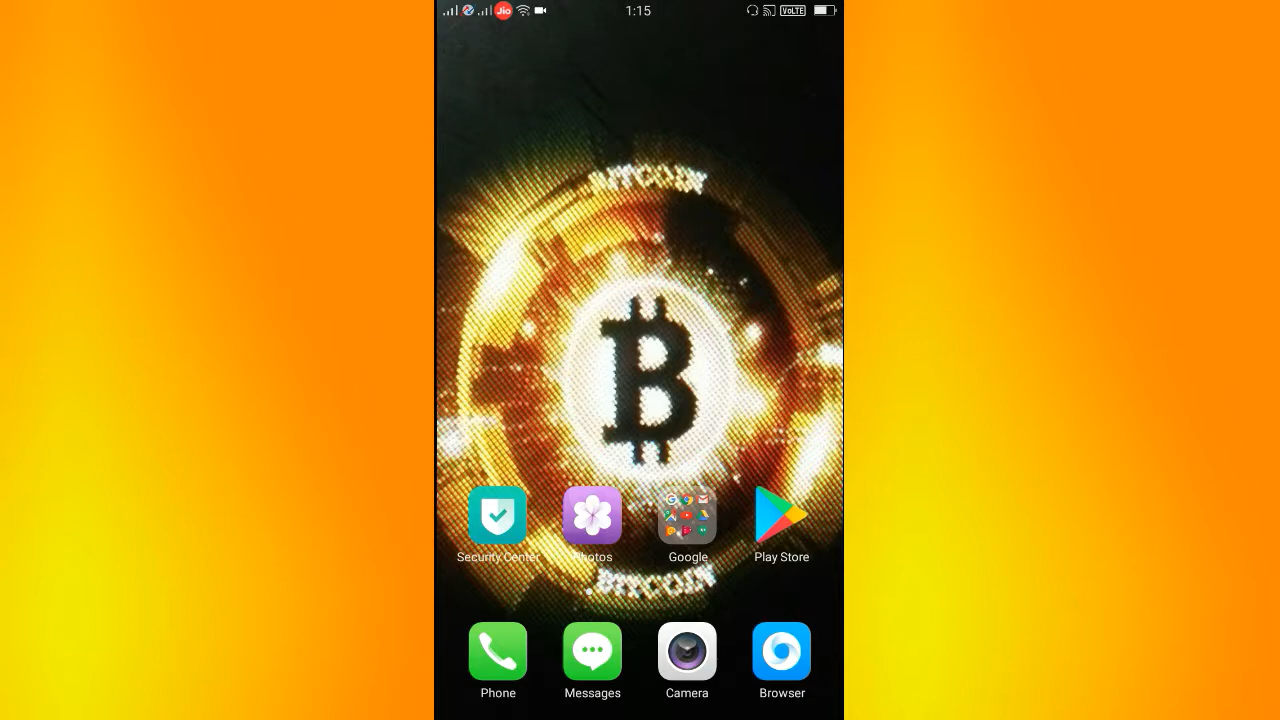 Jio 1:15 VoLTE
BITCOIN
Security Center Photos Google Play Store
BITCOIN
Phone Messages Camera Browser